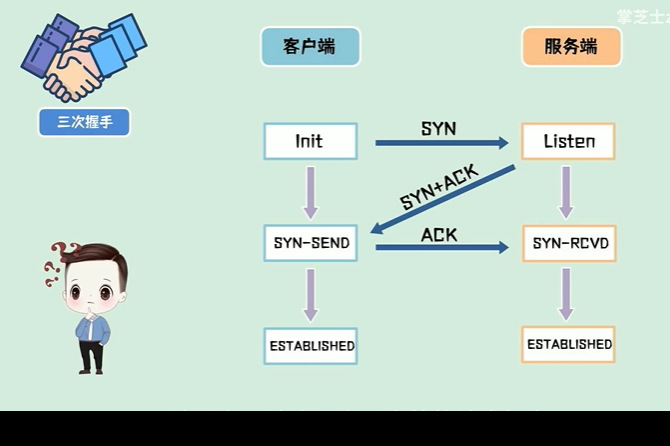 掌芝士
客户端
服务端
三次握手
Init
SYN
Listen
SYN+ACK
SYN-SEND
ACK
SYN-RCVD
ESTABLISHED
ESTABLISHED